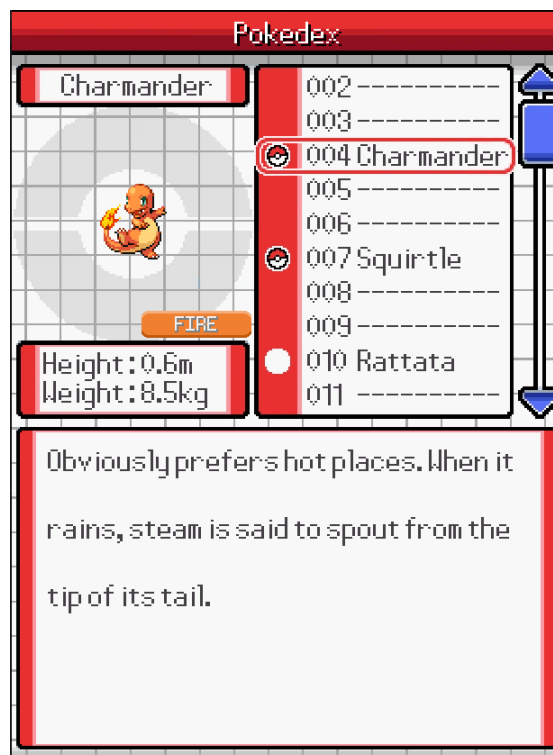 Pokedex
Charmander
FIRE
Height:0.6m
Weight:8.5kg
002 ----------
003 ----------
004 Charmander
005 ----------
006 ----------
007 Squirtle
008 ----------
009 ----------
010 Rattata
011 ----------
Obviously prefers hot places. When it
rains, steam is said to spout from the
tip of its tail.